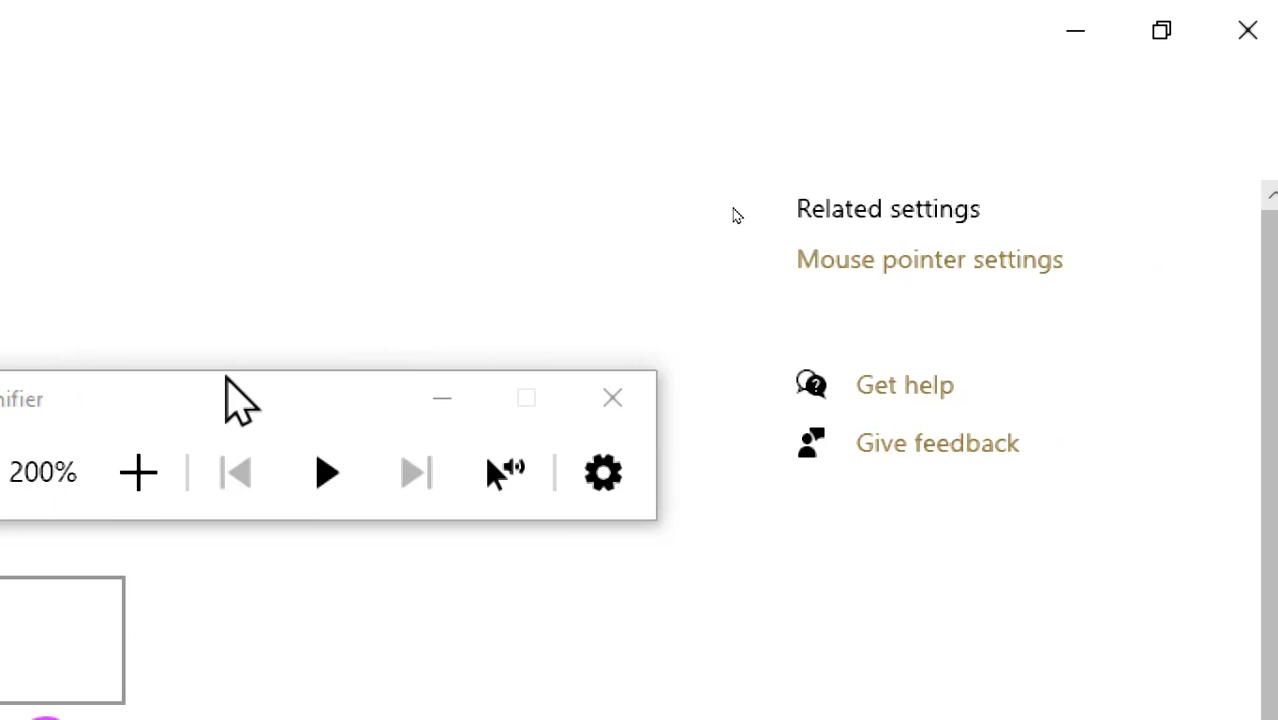 Related settings
Mouse pointer settings
nifier
Get help
Give feedback
200%